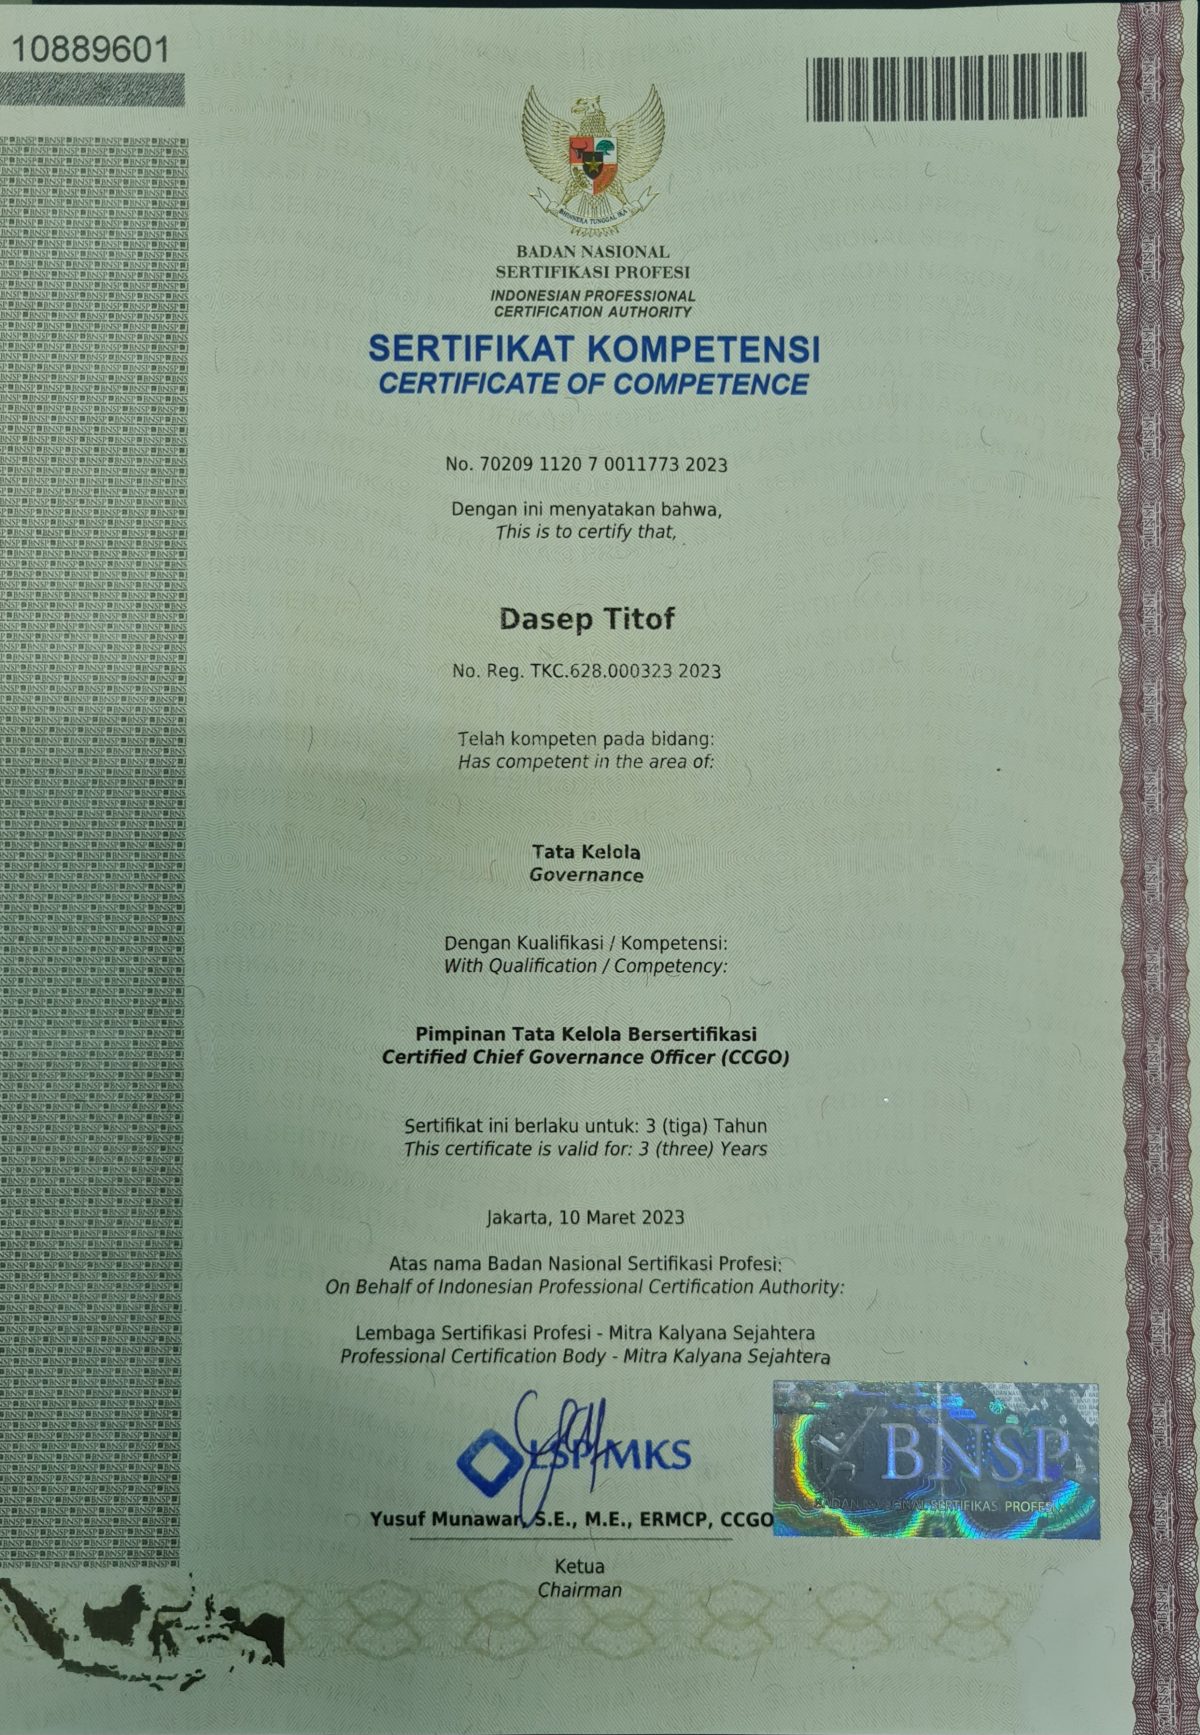 10889601
BHINNEKA TUNGGAL IKA
BADAN NASIONAL
SERTIFIKASI PROFESI
INDONESIAN PROFESSIONAL
CERTIFICATION AUTHORITY
SERTIFIKAT KOMPETENSI
CERTIFICATE OF COMPETENCE
No. 70209 1120 7 0011773 2023
Dengan ini menyatakan bahwa,
This is to certify that,
Dasep Titof
No. Reg. TKC.628.000323 2023
Telah kompeten pada bidang:
Has competent in the area of:
Tata Kelola
Governance
Dengan Kualifikasi / Kompetensi:
With Qualification / Competency:
Pimpinan Tata Kelola Bersertifikasi
Certified Chief Governance Officer (CCGO)
Sertifikat ini berlaku untuk: 3 (tiga) Tahun
This certificate is valid for: 3 (three) Years
Jakarta, 10 Maret 2023
Atas nama Badan Nasional Sertifikasi Profesi:
On Behalf of Indonesian Professional Certification Authority:
Lembaga Sertifikasi Profesi - Mitra Kalyana Sejahtera
Professional Certification Body - Mitra Kalyana Sejahtera
LSP MKS
BNSP
BADAN NASIONAL SERTIFIKASI PROFESI
Yusuf Munawar, S.E., M.E., ERMCP, CCGO
Ketua
Chairman